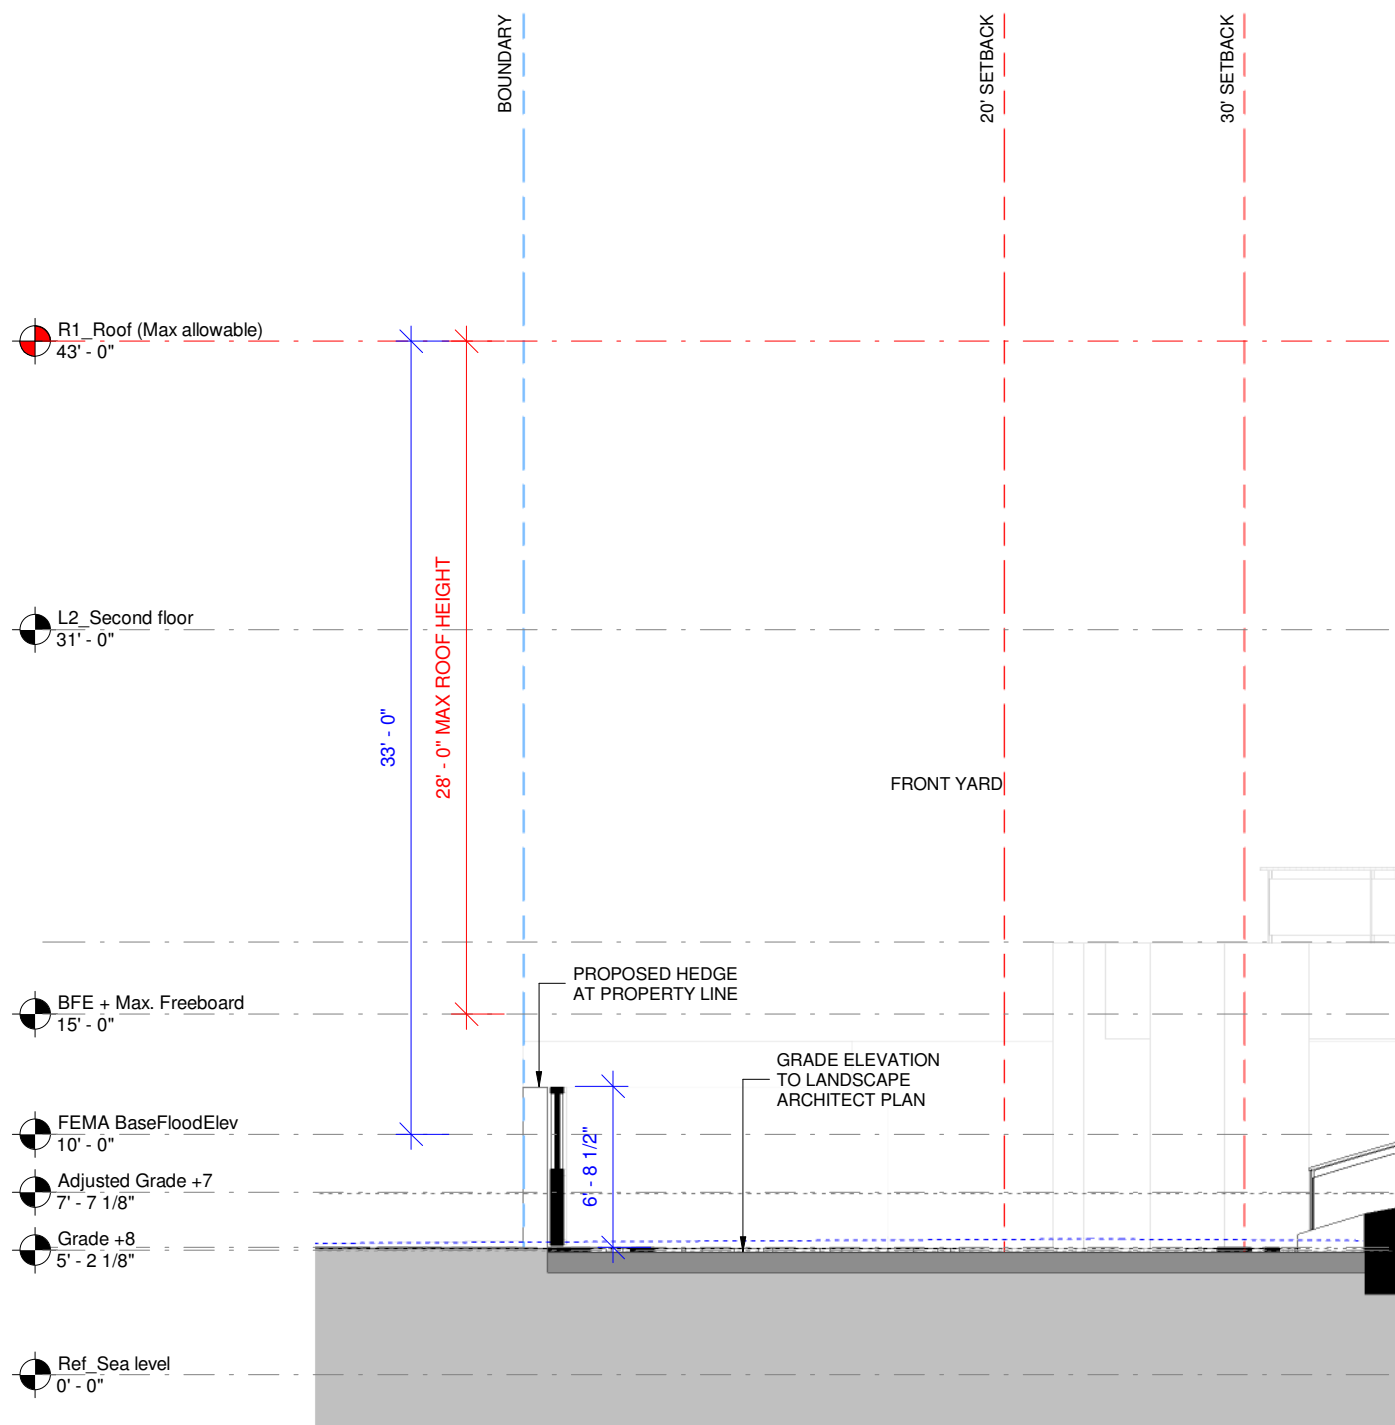 BOUNDARY
20' SETBACK
30' SETBACK
R1_Roof (Max allowable)
43' - 0"
L2_Second floor
31' - 0"
33' - 0"
28' - 0" MAX ROOF HEIGHT
FRONT YARD
PROPOSED HEDGE
AT PROPERTY LINE
BFE + Max. Freeboard
15' - 0"
GRADE ELEVATION
TO LANDSCAPE
ARCHITECT PLAN
FEMA BaseFloodElev
10' - 0"
6' - 8 1/2"
Adjusted Grade +7
7' - 7 1/8"
Grade +8
5' - 2 1/8"
Ref_Sea level
0' - 0"